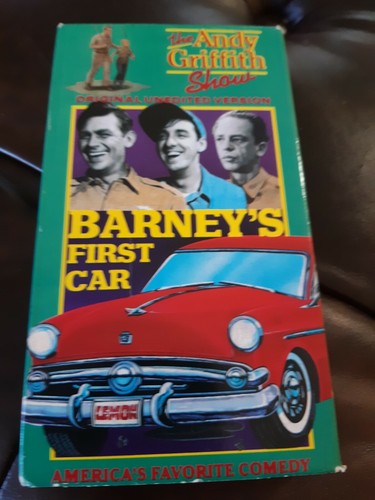 the Andy
Griffith
Show
ORIGINAL UNEDITED VERSION
BARNEY'S
FIRST
CAR
LEMON
AMERICA'S FAVORITE COMEDY